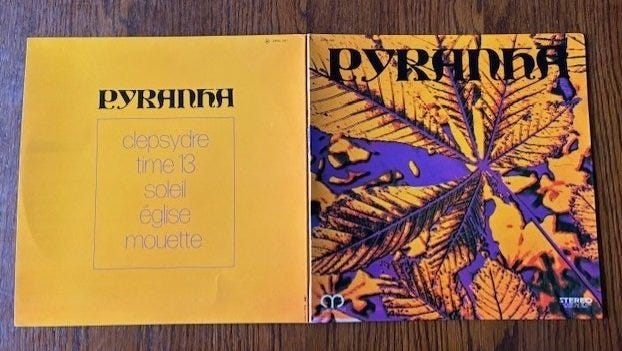 PYRANHA
clepsydre
time 13
soleil
église
mouette
PYRANHA
STEREO